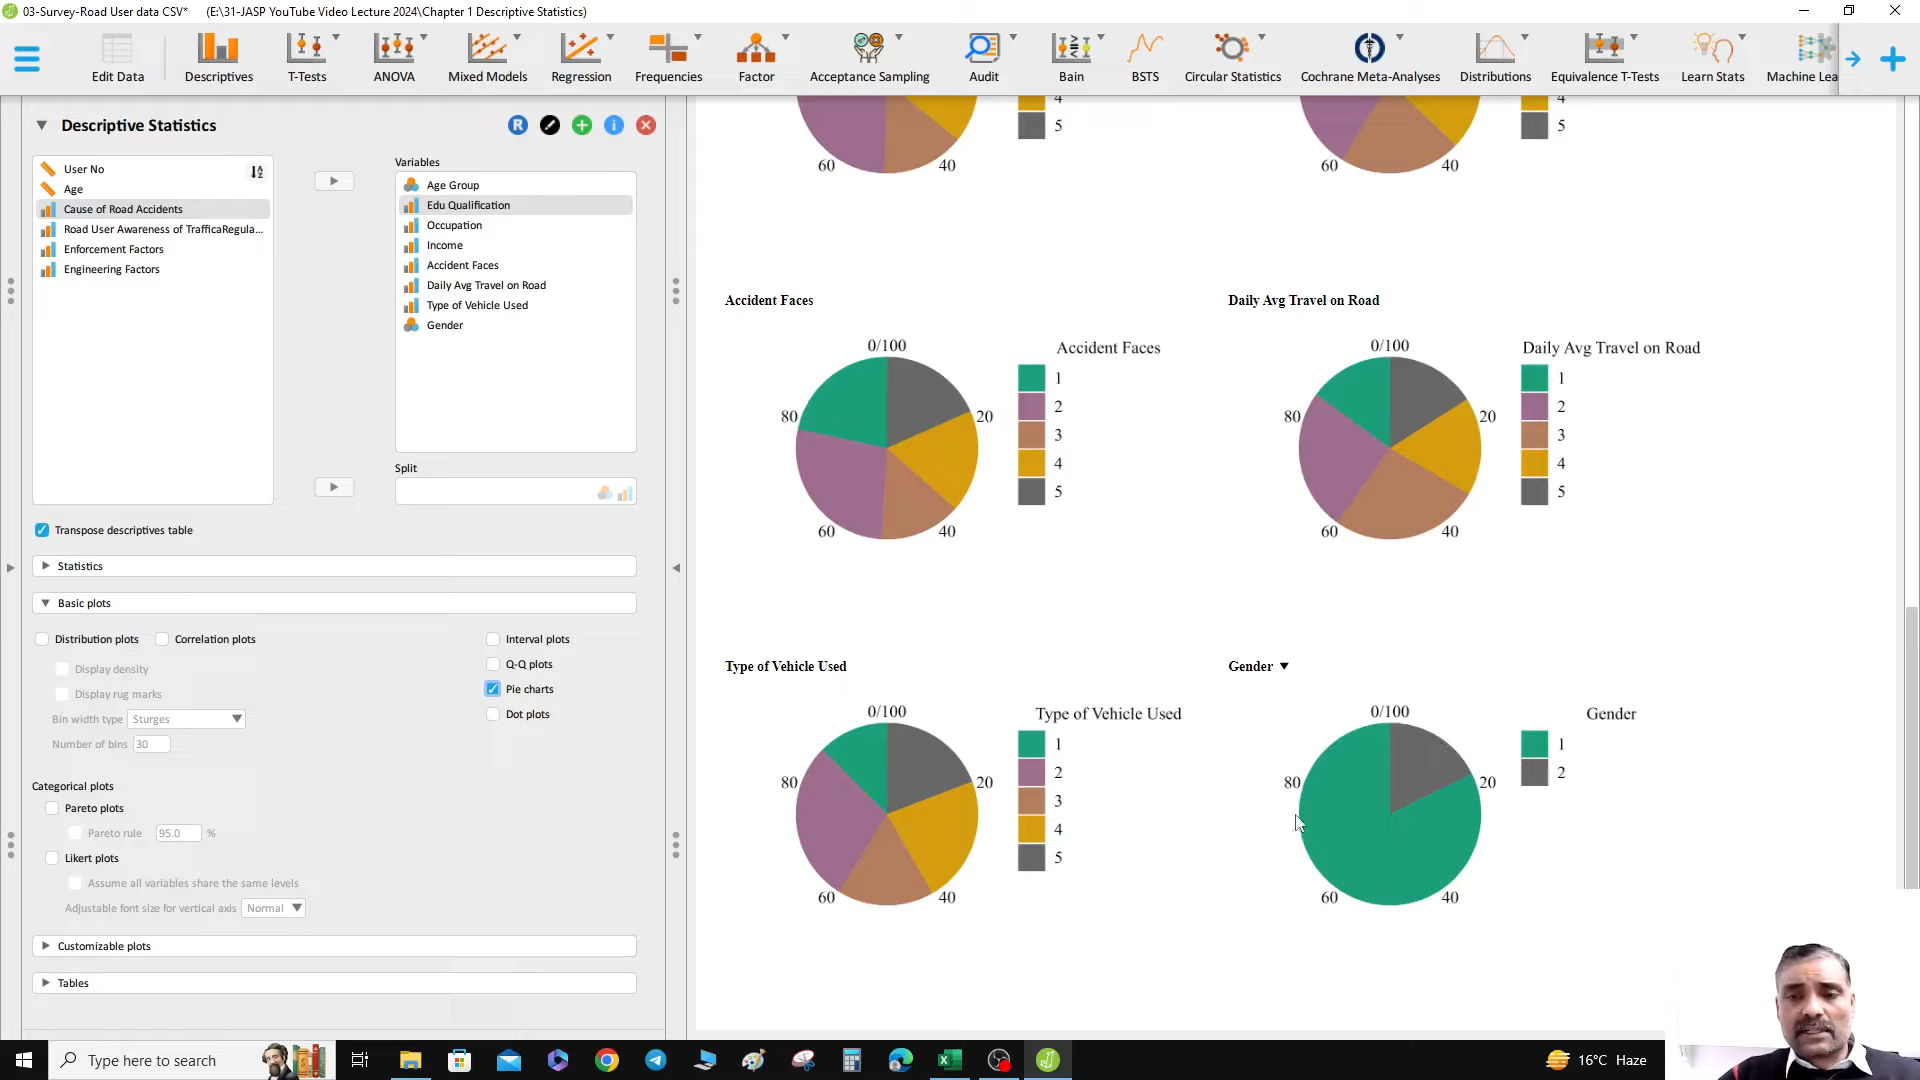 03-Survey-Road User data CSV* (E:\31-JASP YouTube Video Lecture 2024\Chapter 1 Descriptive Statistics)
Edit Data
Descriptives
T-Tests
ANOVA
Mixed Models
Regression
Frequencies
Factor
Acceptance Sampling
Audit
Bain
BSTS
Circular Statistics
Cochrane Meta-Analyses
Distributions
Equivalence T-Tests
Learn Stats
Machine Lea
Descriptive Statistics
R
i
User No
Age
Cause of Road Accidents
Road User Awareness of TrafficaRegula...
Enforcement Factors
Engineering Factors
Variables
Age Group
Edu Qualification
Occupation
Income
Accident Faces
Daily Avg Travel on Road
Type of Vehicle Used
Gender
Split
Transpose descriptives table
Statistics
Basic plots
Distribution plots
Correlation plots
Interval plots
Display density
Q-Q plots
Display rug marks
Pie charts
Bin width type Sturges
Dot plots
Number of bins 30
Categorical plots
Pareto plots
Pareto rule 95.0 %
Likert plots
Assume all variables share the same levels
Adjustable font size for vertical axis Normal
Customizable plots
Tables
60
40
4
5
60
40
4
5
Accident Faces
0/100
20
40
60
80
Accident Faces
1
2
3
4
5
Daily Avg Travel on Road
0/100
20
40
60
80
Daily Avg Travel on Road
1
2
3
4
5
Type of Vehicle Used
0/100
20
40
60
80
Type of Vehicle Used
1
2
3
4
5
Gender
0/100
20
40
60
80
Gender
1
2
Type here to search
16°C Haze